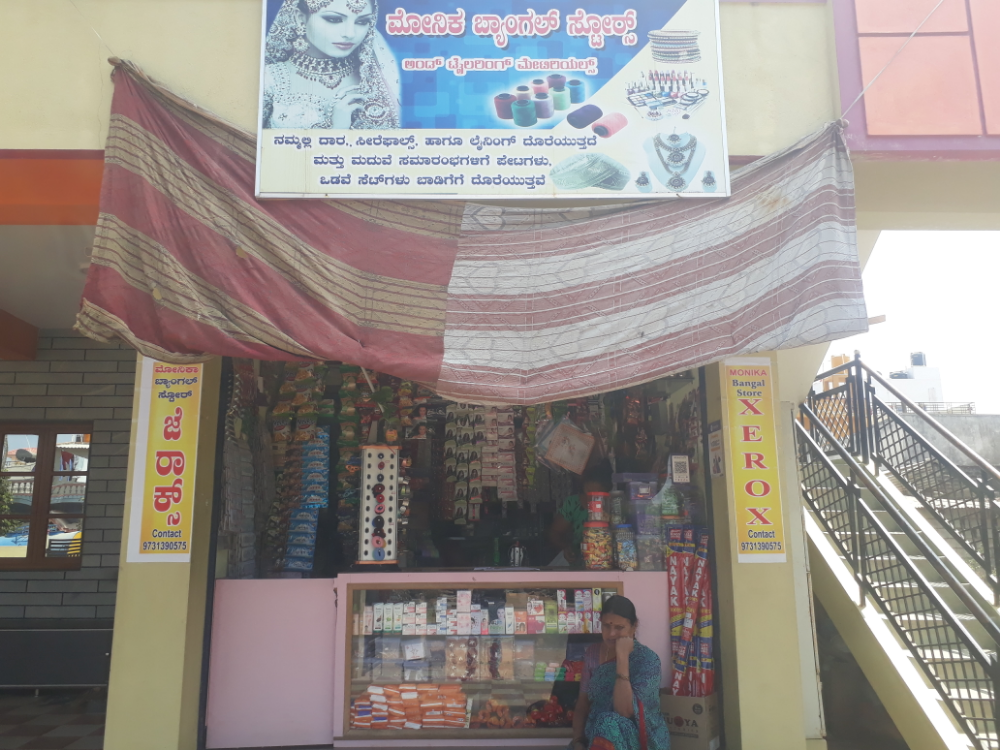 ಮೋನಿಕ ಬ್ಯಾಂಗಲ್ ಸ್ಟೋರ್ಸ್
ಅಂಡ್ ಟೈಲರಿಂಗ್ ಮೆಟೀರಿಯಲ್ಸ್
ನಮ್ಮಲ್ಲಿ ದಾರ, ಸೀರೆಫಾಲ್ಸ್, ಹಾಗೂ ಲೈನಿಂಗ್ ದೊರೆಯುತ್ತದೆ
ಮತ್ತು ಮದುವೆ ಸಮಾರಂಭಗಳಿಗೆ ಪೇಟಗಳು,
ಒಡವೆ ಸೆಟ್‌ಗಳು ಬಾಡಿಗೆಗೆ ದೊರೆಯುತ್ತವೆ
ಮೋನಿಕಾ
ಬ್ಯಾಂಗಲ್
ಸ್ಟೋರ್
ಜೆರಾಕ್ಸ್
Contact
9731390575
MONIKA
Bangal
Store
XEROX
Contact
9731390575
NAYAK